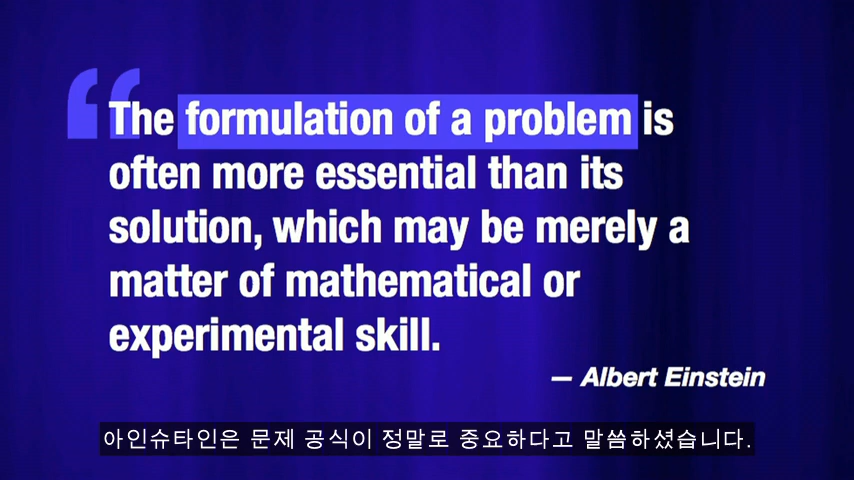 “The formulation of a problem is
often more essential than its
solution, which may be merely a
matter of mathematical or
experimental skill.
— Albert Einstein
아인슈타인은 문제 공식이 정말로 중요하다고 말씀하셨습니다.